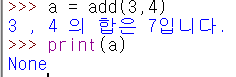 >>> a = add(3,4)
3 , 4 의 합은 7입니다.
>>> print(a)
None